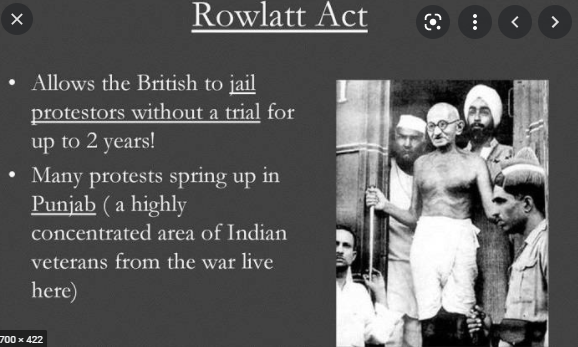 Rowlatt Act
• Allows the British to jail
protestors without a trial for
up to 2 years!
• Many protests spring up in
Punjab ( a highly
concentrated area of Indian
veterans from the war live
here)
700 × 422